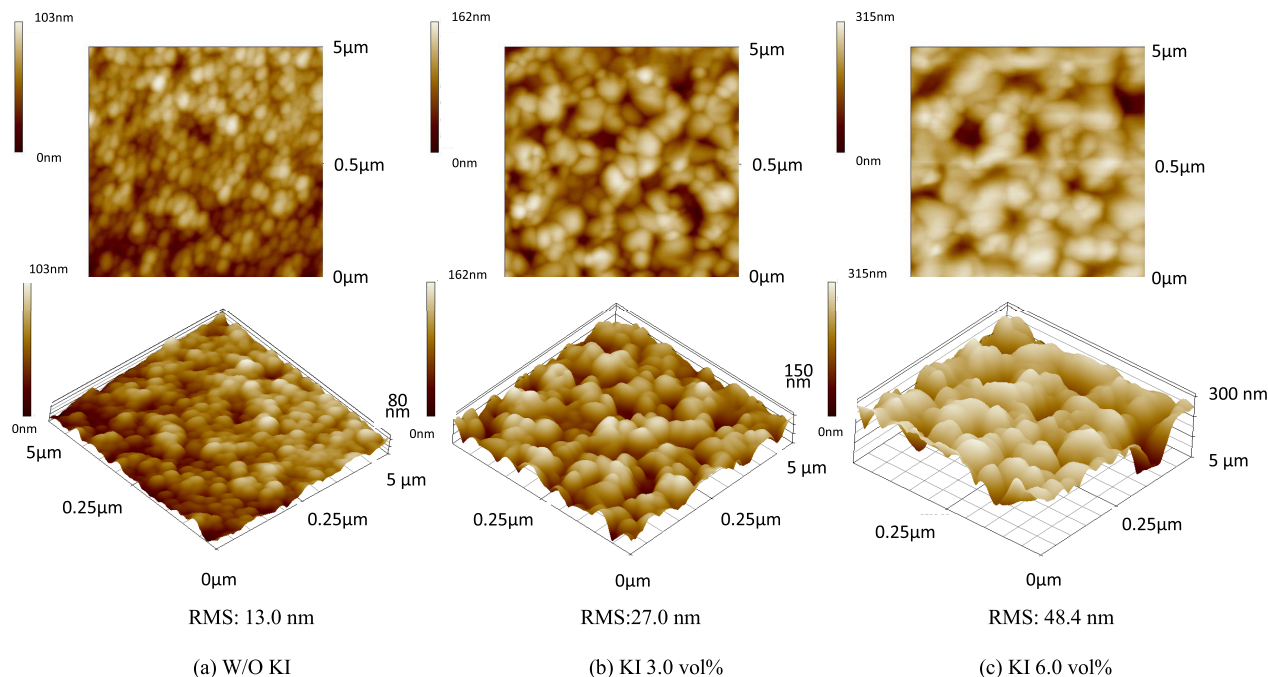 103nm
0nm
5µm
0.5µm
0µm
162nm
0nm
5µm
0.5µm
0µm
315nm
0nm
5µm
0.5µm
0µm
103nm
0nm
80
nm
5µm
5 µm
0.25µm
0.25µm
0µm
162nm
0nm
150
nm
5 µm
0.25µm
0.25µm
0µm
315nm
0nm
300 nm
5 µm
0.25µm
0.25µm
0µm
RMS: 13.0 nm
RMS:27.0 nm
RMS: 48.4 nm
(a) W/O KI
(b) KI 3.0 vol%
(c) KI 6.0 vol%